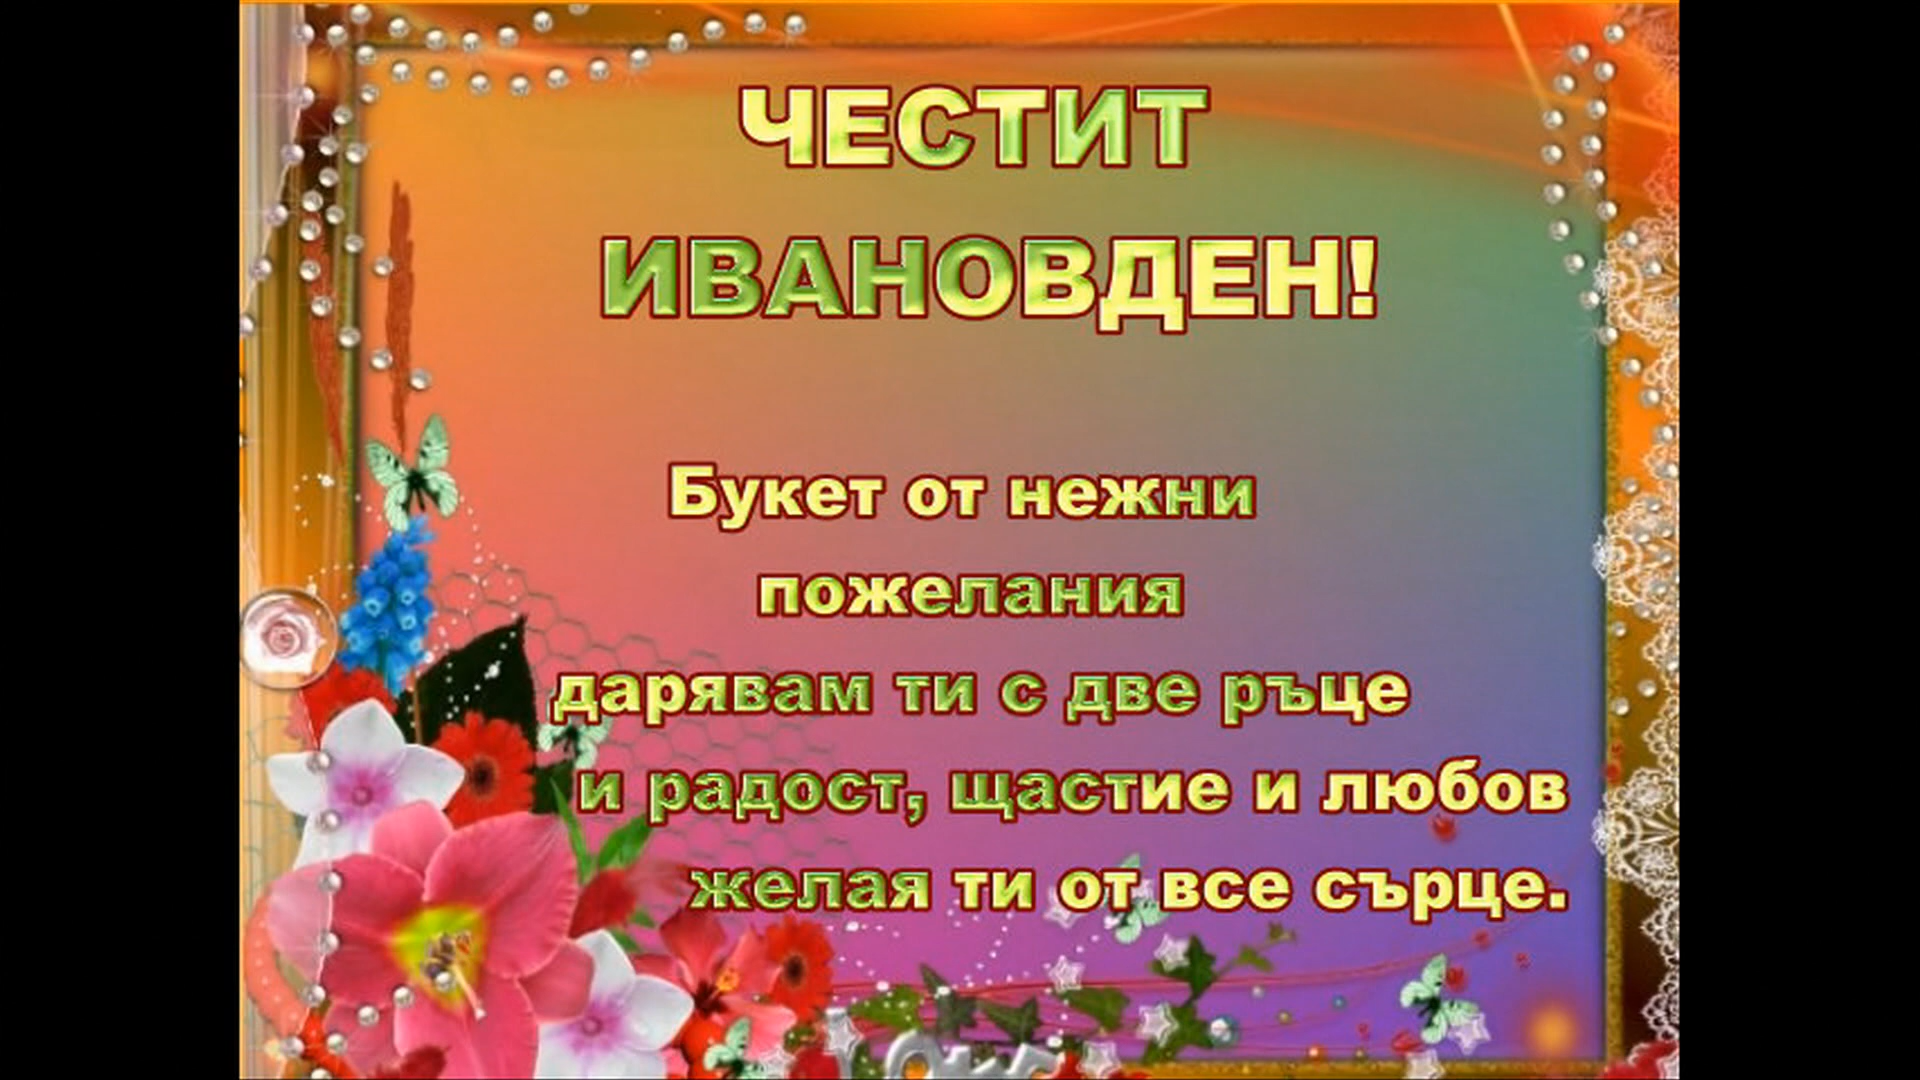 ЧЕСТИТ
ИВАНОВДЕН!
Букет от нежни
пожелания
дарявам ти с две ръце
и радост, щастие и любов
желая ти от все сърце.